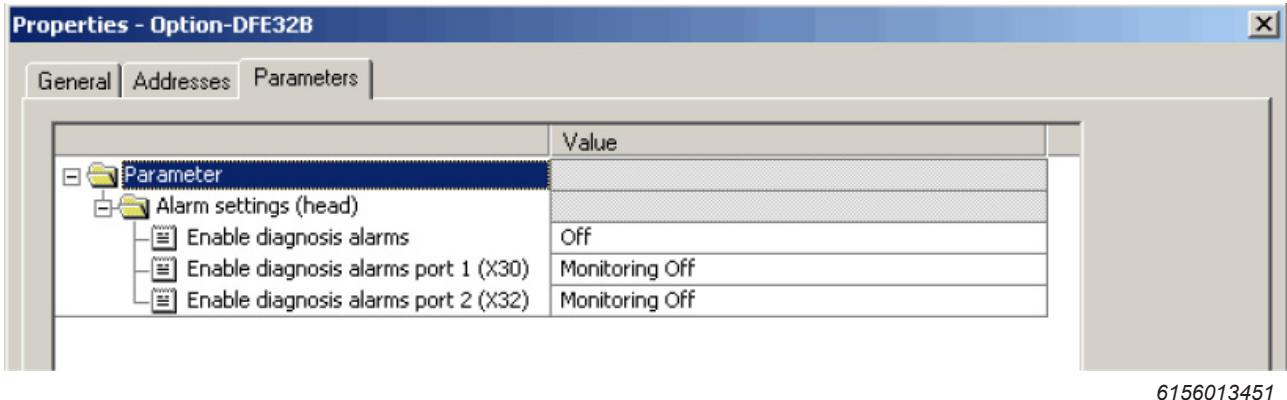 Properties - Option-DFE32B
General Addresses Parameters
Value
Parameter
Alarm settings (head)
Enable diagnosis alarms Off
Enable diagnosis alarms port 1 (X30) Monitoring Off
Enable diagnosis alarms port 2 (X32) Monitoring Off
6156013451